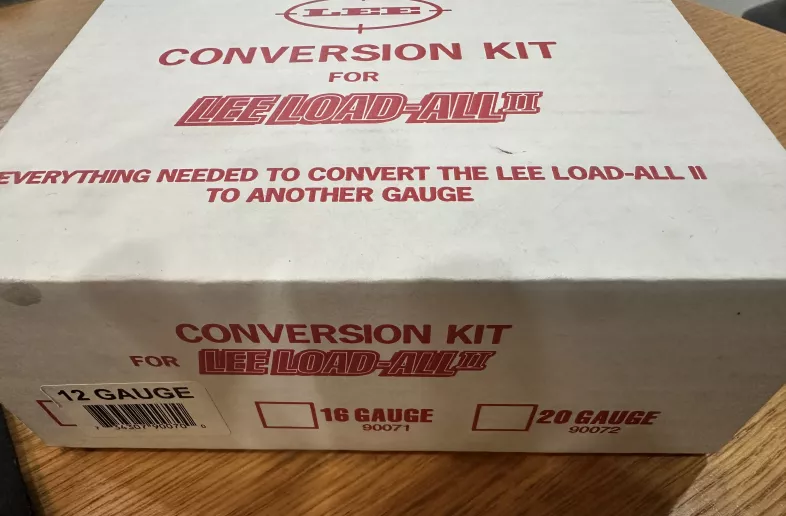 LEE
CONVERSION KIT
FOR
LEE LOAD-ALL II
EVERYTHING NEEDED TO CONVERT THE LEE LOAD-ALL II
TO ANOTHER GAUGE
CONVERSION KIT
FOR LEE LOAD-ALL II
12 GAUGE
16 GAUGE
90071
20 GAUGE
90072